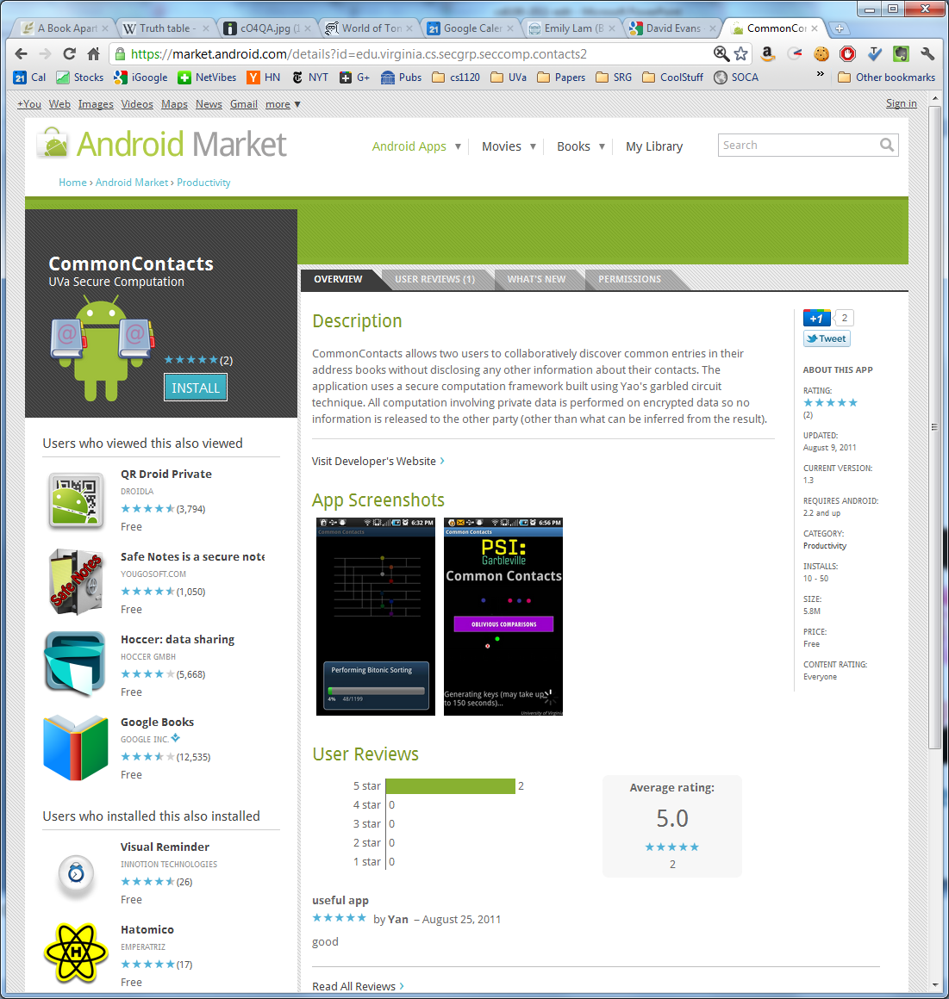 A Book Apart
Truth table -
cO4QA.jpg (1
World of Tor
Google Caler
Emily Lam (B
David Evans
CommonCor
https://market.android.com/details?id=edu.virginia.cs.secgrp.seccomp.contacts2
21 Cal Stocks iGoogle NetVibes HN NYT G+ Pubs cs1120 UVa Papers SRG CoolStuff SOCA » Other bookmarks
+You Web Images Videos Maps News Gmail more ▼ Sign in
Android Market
Android Apps ▼ Movies ▼ Books ▼ My Library
Search
Home › Android Market › Productivity
CommonContacts
UVa Secure Computation
(2)
INSTALL
OVERVIEW USER REVIEWS (1) WHAT'S NEW PERMISSIONS
Description
CommonContacts allows two users to collaboratively discover common entries in their
address books without disclosing any other information about their contacts. The
application uses a secure computation framework built using Yao's garbled circuit
technique. All computation involving private data is performed on encrypted data so no
information is released to the other party (other than what can be inferred from the result).
Visit Developer's Website ›
App Screenshots
6:32 PM
Common Contacts
Performing Bitonic Sorting
4% 48/1199
6:56 PM
Common Contacts
PSI:
Garbleville
Common Contacts
OBLIVIOUS COMPARISONS
Generating keys (may take up
to 150 seconds)...
University of Virginia
User Reviews
5 star 2
4 star 0
3 star 0
2 star 0
1 star 0
Average rating:
5.0
2
useful app
by Yan – August 25, 2011
good
Read All Reviews ›
+1 2
Tweet
ABOUT THIS APP
RATING:
(2)
UPDATED:
August 9, 2011
CURRENT VERSION:
1.3
REQUIRES ANDROID:
2.2 and up
CATEGORY:
Productivity
INSTALLS:
10 - 50
SIZE:
5.8M
PRICE:
Free
CONTENT RATING:
Everyone
Users who viewed this also viewed
QR Droid Private
DROIDLA
(3,794)
Free
Safe Notes
Safe Notes is a secure note
YOUGOSOFT.COM
(1,050)
Free
Hoccer: data sharing
HOCCER GMBH
(5,668)
Free
Google Books
GOOGLE INC.
(12,535)
Free
Users who installed this also installed
Visual Reminder
INNOTION TECHNOLOGIES
(26)
Free
H
Hatomico
EMPERATRIZ
(17)
Free